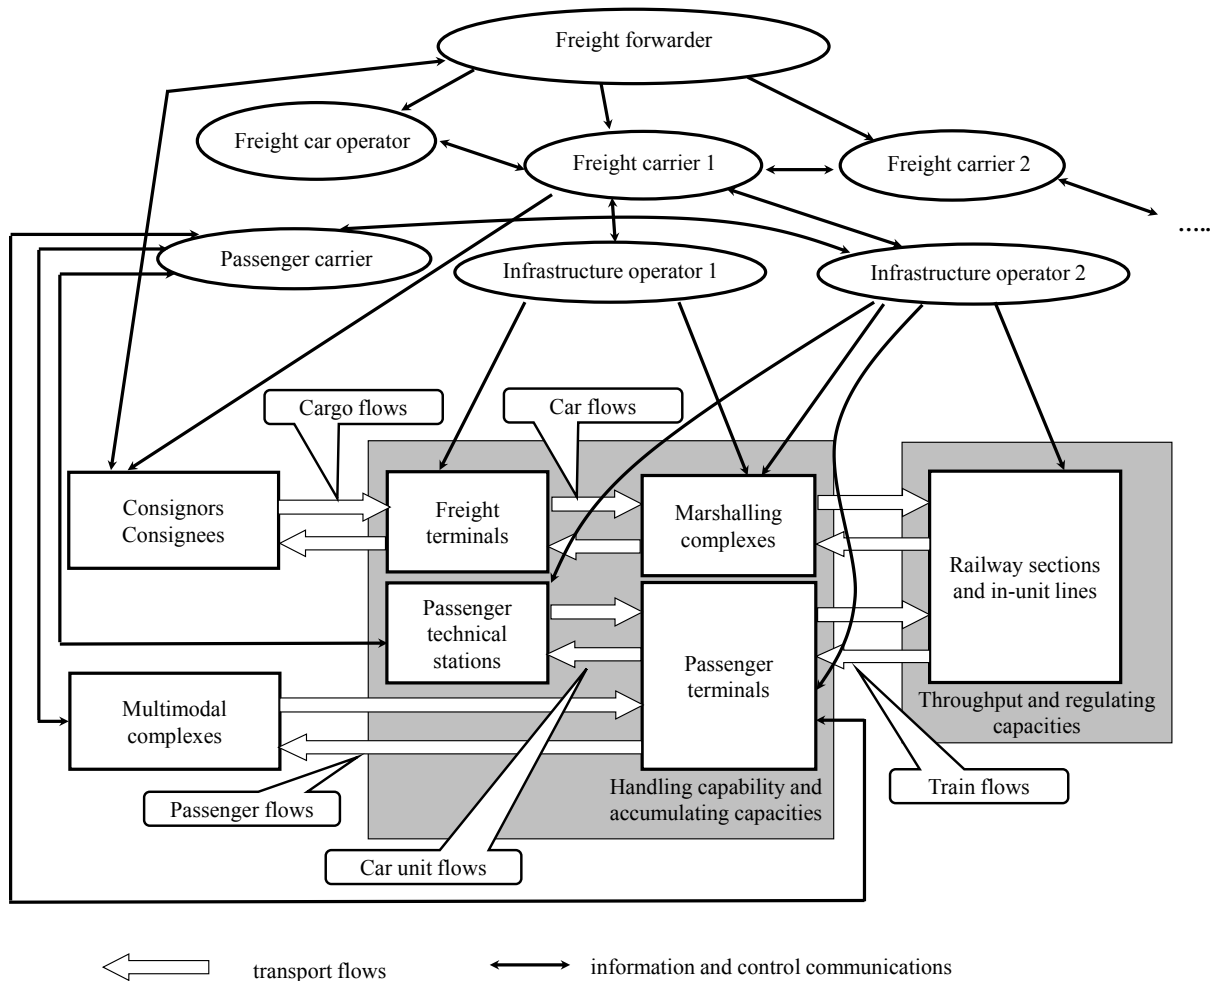 Freight forwarder
Freight car operator
Freight carrier 1
Freight carrier 2
.....
Passenger carrier
Infrastructure operator 1
Infrastructure operator 2
Cargo flows
Car flows
Consignors
Consignees
Freight
terminals
Marshalling
complexes
Railway sections
and in-unit lines
Passenger
technical
stations
Passenger
terminals
Multimodal
complexes
Throughput and regulating
capacities
Handling capability and
accumulating capacities
Train flows
Passenger flows
Car unit flows
transport flows
information and control communications